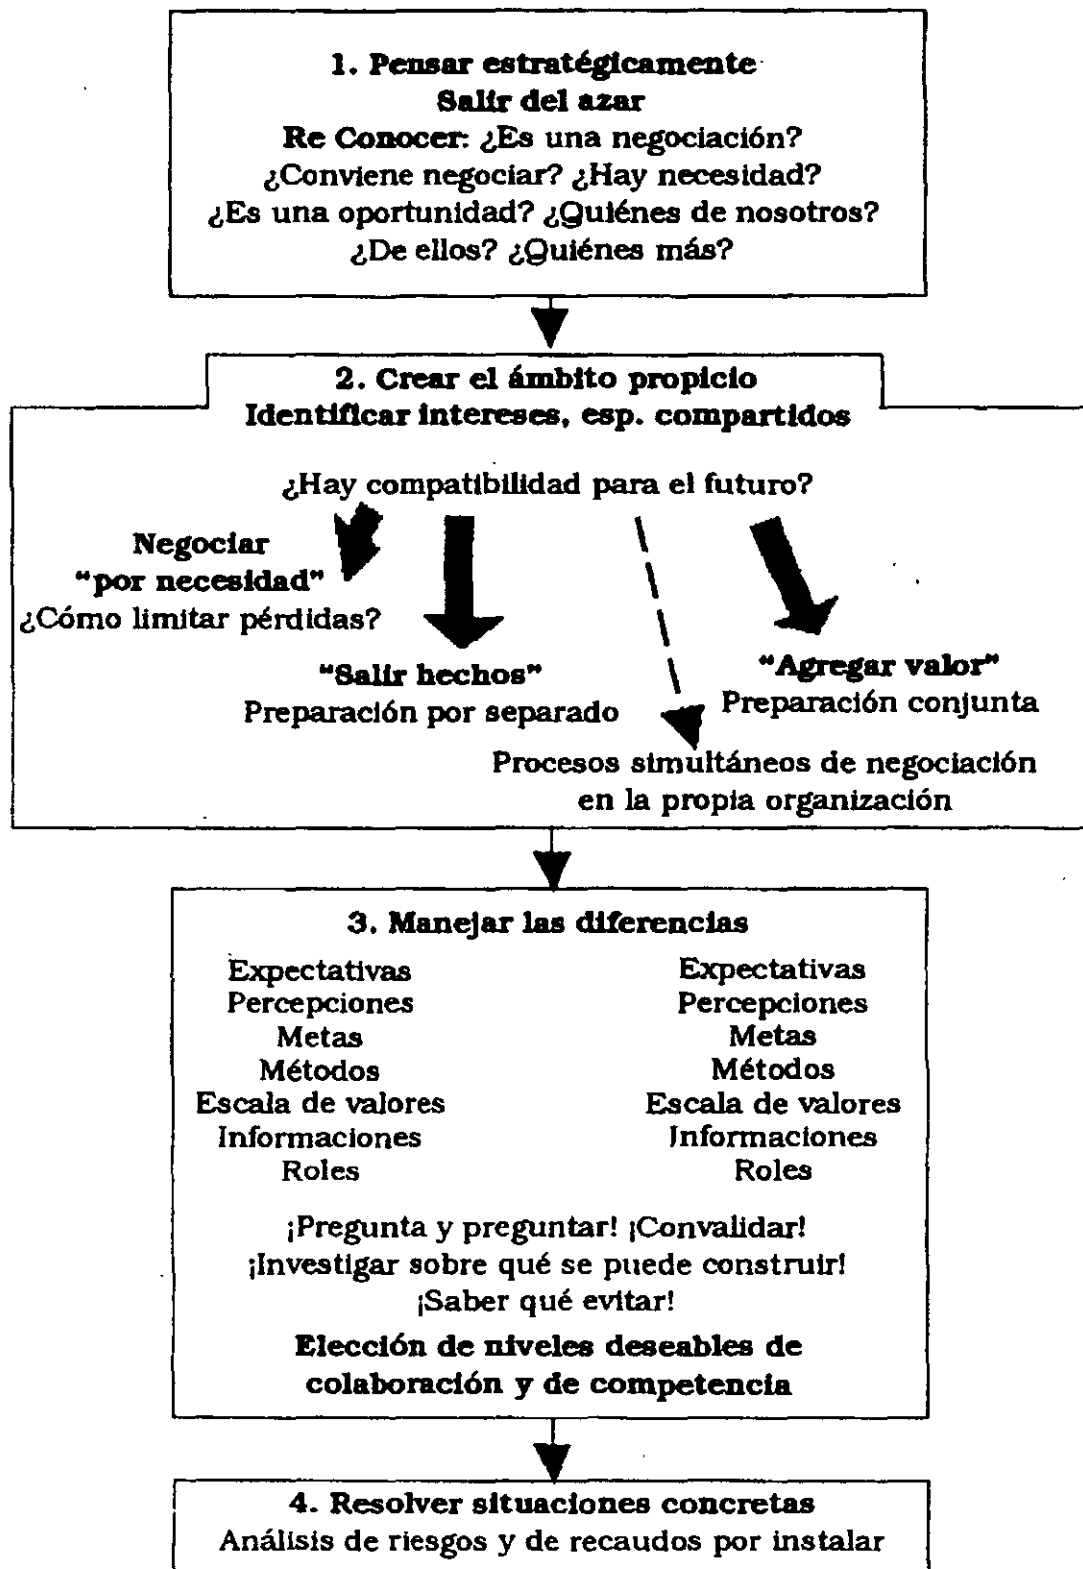 1. Pensar estratégicamente
Salir del azar
Re Conocer: ¿Es una negociación?
¿Conviene negociar? ¿Hay necesidad?
¿Es una oportunidad? ¿Quiénes de nosotros?
¿De ellos? ¿Quiénes más?
2. Crear el ámbito propicio
Identificar intereses, esp. compartidos
¿Hay compatibilidad para el futuro?
Negociar
“por necesidad”
¿Cómo limitar pérdidas?
“Salir hechos”
Preparación por separado
“Agregar valor”
Preparación conjunta
Procesos simultáneos de negociación
en la propia organización
3. Manejar las diferencias
Expectativas
Percepciones
Metas
Métodos
Escala de valores
Informaciones
Roles
Expectativas
Percepciones
Metas
Métodos
Escala de valores
Informaciones
Roles
¡Pregunta y preguntar! ¡Convalidar!
¡Investigar sobre qué se puede construir!
¡Saber qué evitar!
Elección de niveles deseables de
colaboración y de competencia
4. Resolver situaciones concretas
Análisis de riesgos y de recaudos por instalar